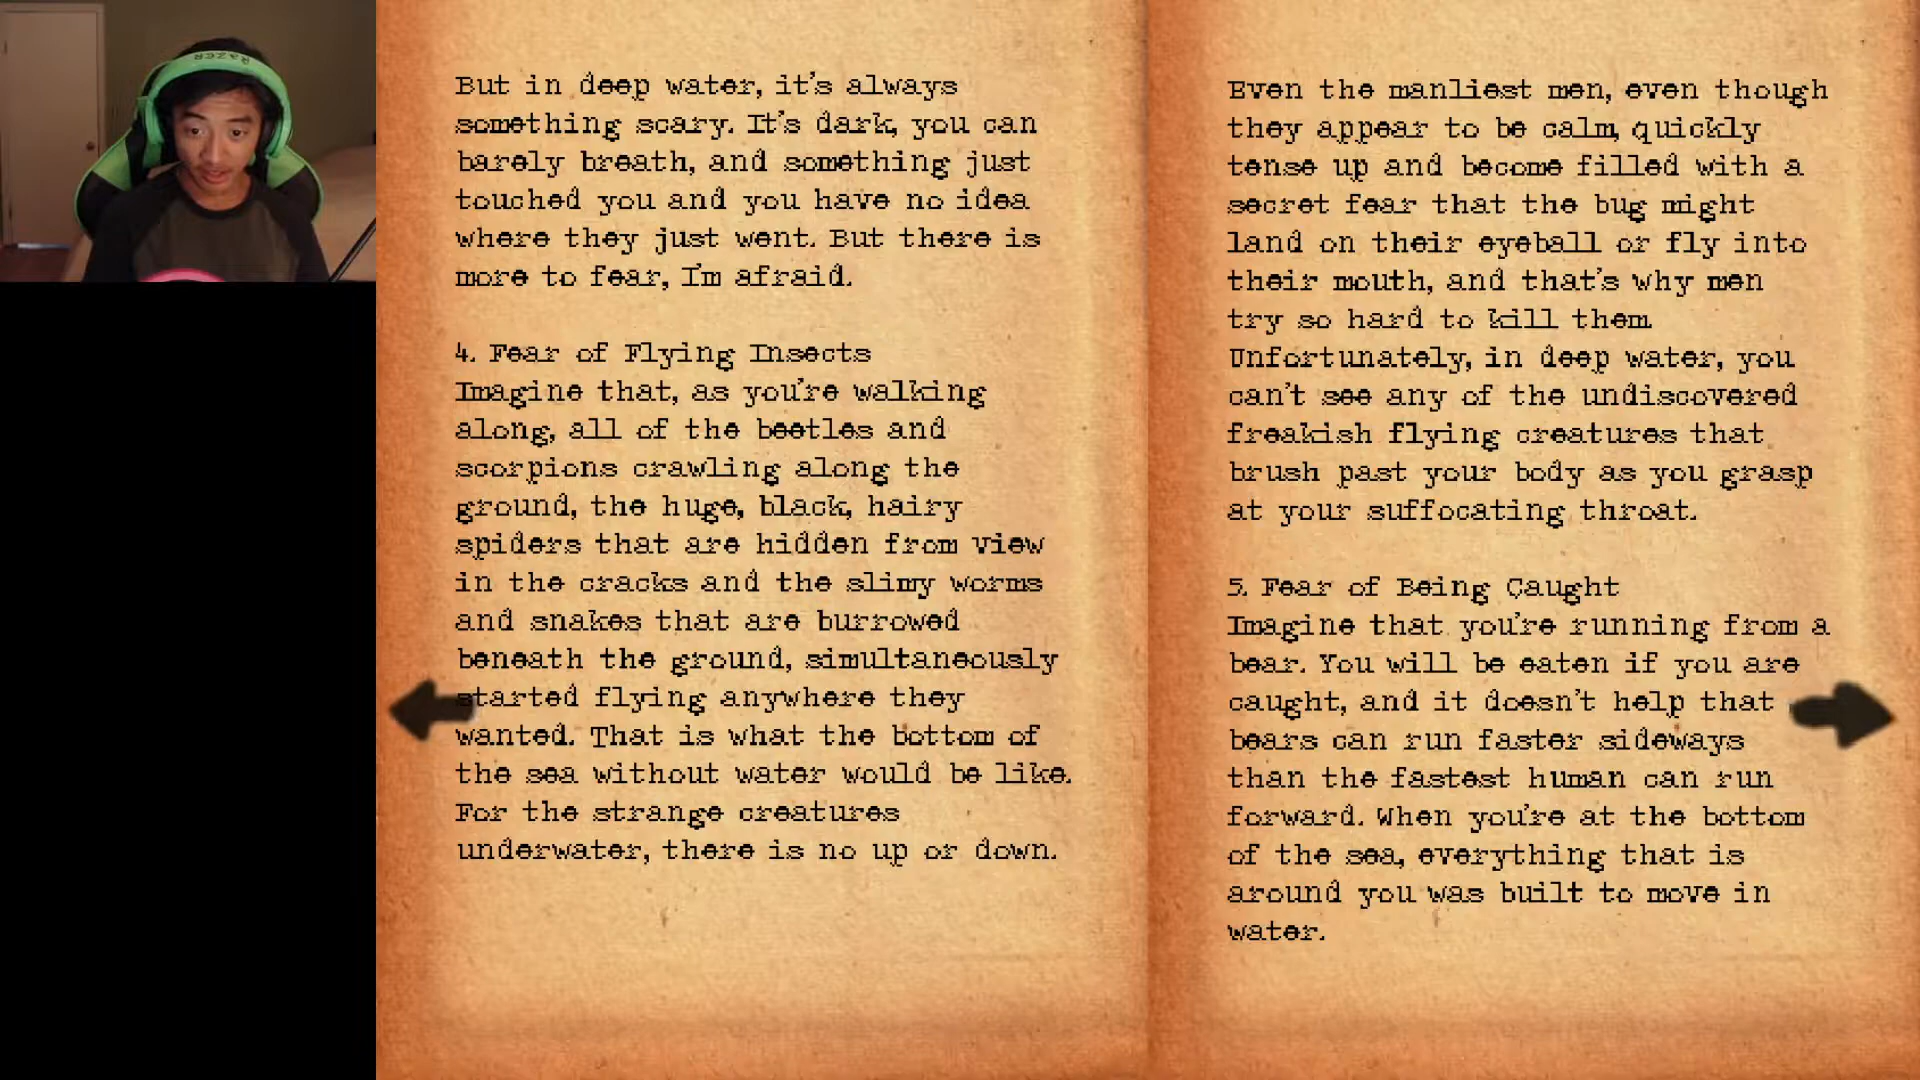 RAZER
But in deep water, it's always
something scary. It's dark, you can
barely breath, and something just
touched you and you have no idea
where they just went. But there is
more to fear, I'm afraid.
4. Fear of Flying Insects
Imagine that, as you're walking
along, all of the beetles and
scorpions crawling along the
ground, the huge, black, hairy
spiders that are hidden from view
in the cracks and the slimy worms
and snakes that are burrowed
beneath the ground, simultaneously
started flying anywhere they
wanted. That is what the bottom of
the sea without water would be like.
For the strange creatures
underwater, there is no up or down.
Even the manliest men, even though
they appear to be calm, quickly
tense up and become filled with a
secret fear that the bug might
land on their eyeball or fly into
their mouth, and that's why men
try so hard to kill them.
Unfortunately, in deep water, you
can't see any of the undiscovered
freakish flying creatures that
brush past your body as you grasp
at your suffocating throat.
5. Fear of Being Caught
Imagine that you're running from a
bear. You will be eaten if you are
caught, and it doesn't help that
bears can run faster sideways
than the fastest human can run
forward. When you're at the bottom
of the sea, everything that is
around you was built to move in
water.